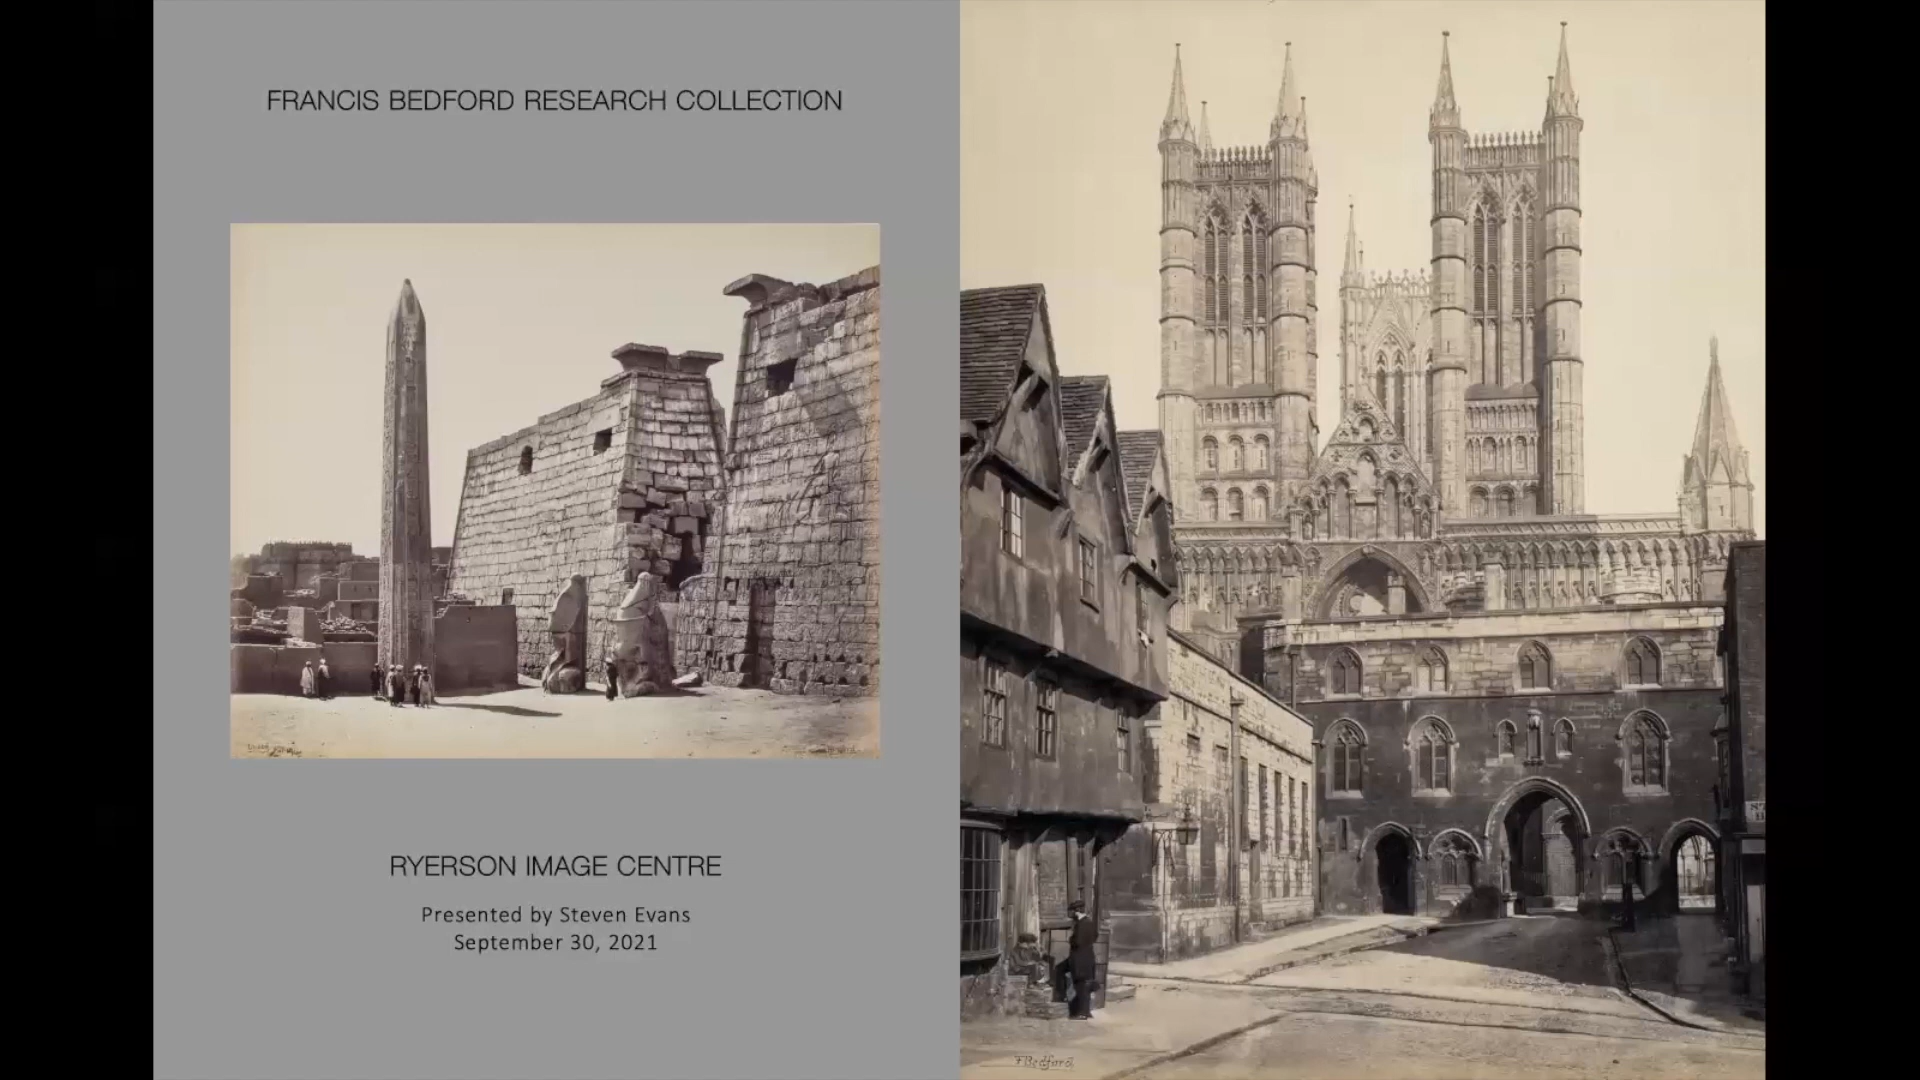 FRANCIS BEDFORD RESEARCH COLLECTION
RYERSON IMAGE CENTRE
Presented by Steven Evans
September 30, 2021
F Bedford